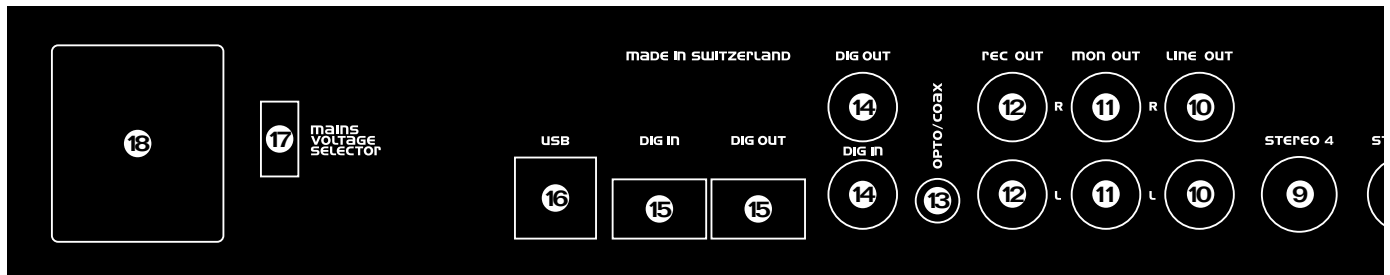 MADE IN SWITZERLAND
DIG OUT
REC OUT
MON OUT
LINE OUT
14
12
R
11
R
10
OPTO/COAX
18
17
MAINS
VOLTAGE
SELECTOR
USB
DIG IN
DIG OUT
DIG IN
STEREO 4
ST
16
15
15
14
13
12
L
11
L
10
9